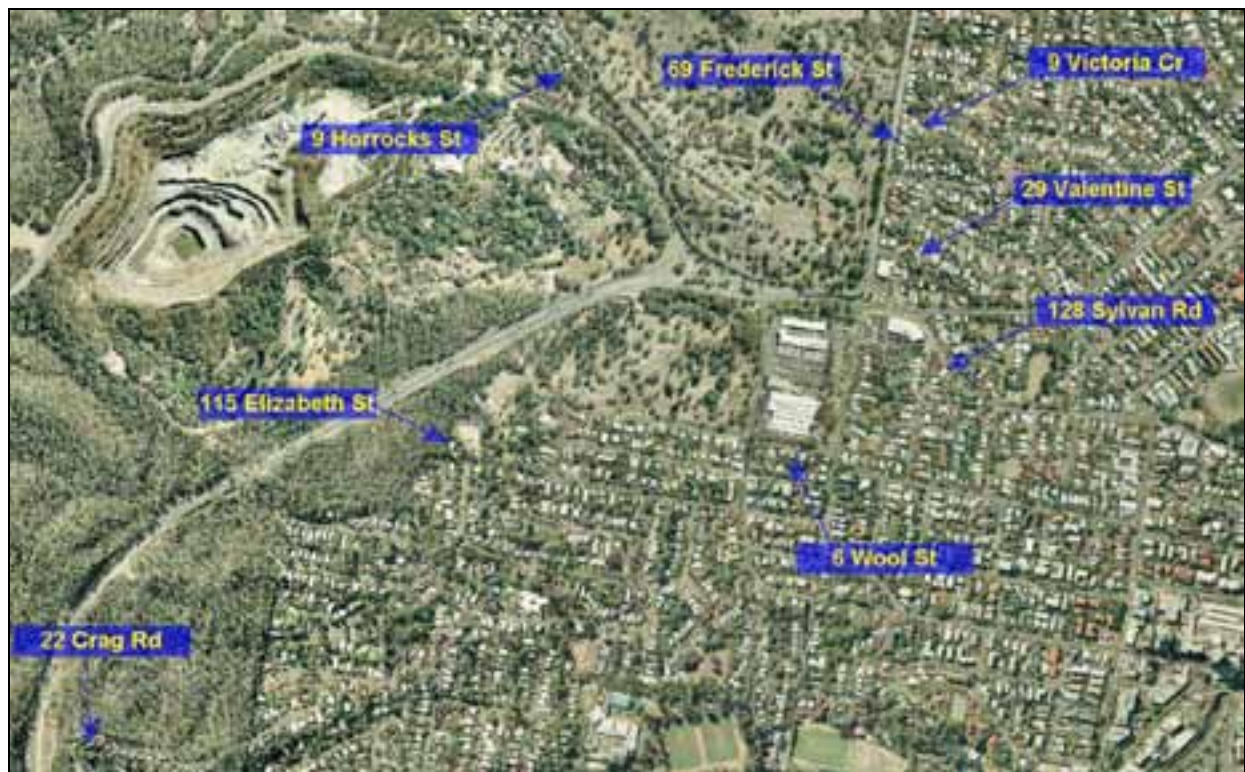 69 Frederick St
9 Victoria Cr
9 Horrocks St
29 Valentine St
128 Sylvan Rd
115 Elizabeth St
6 Wool St
22 Crag Rd